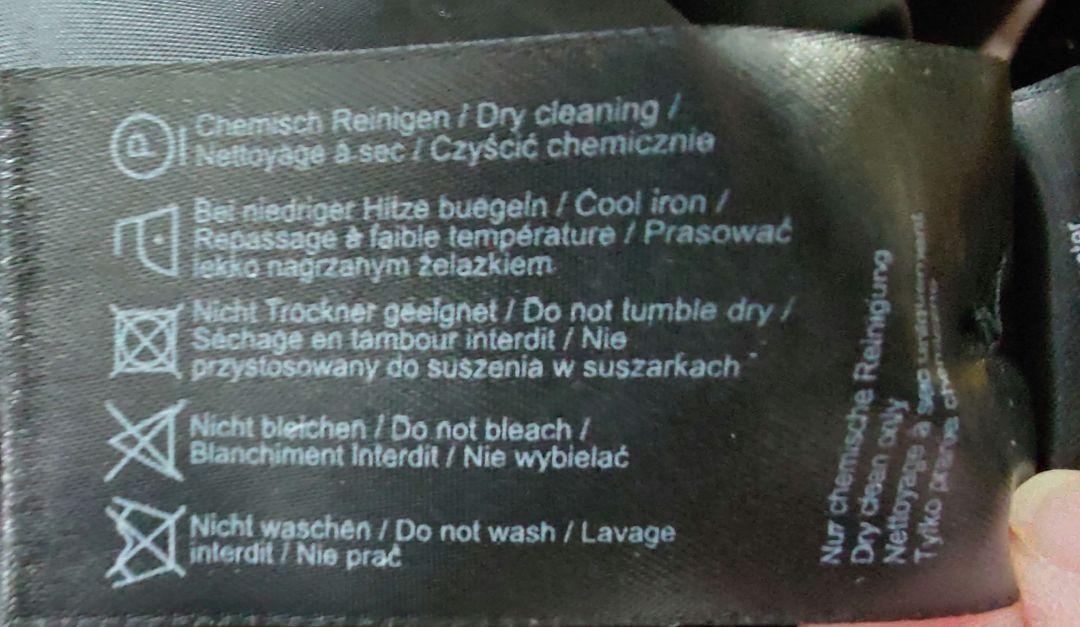 P
Chemisch Reinigen / Dry cleaning /
Nettoyage à sec / Czyścić chemicznie
Bei niedriger Hitze buegeln / Cool iron /
Repassage à faible température / Prasować
lekko nagrzanym żelazkiem
Nicht Trockner geeignet / Do not tumble dry /
Séchage en tambour interdit / Nie
przystosowany do suszenia w suszarkach
Nicht bleichen / Do not bleach /
Blanchiment Interdit / Nie wybielać
Nicht waschen / Do not wash / Lavage
interdit / Nie prać
Nur chemische Reinigung
Dry clean only
Nettoyage à sec uniquement
Tylko pranie